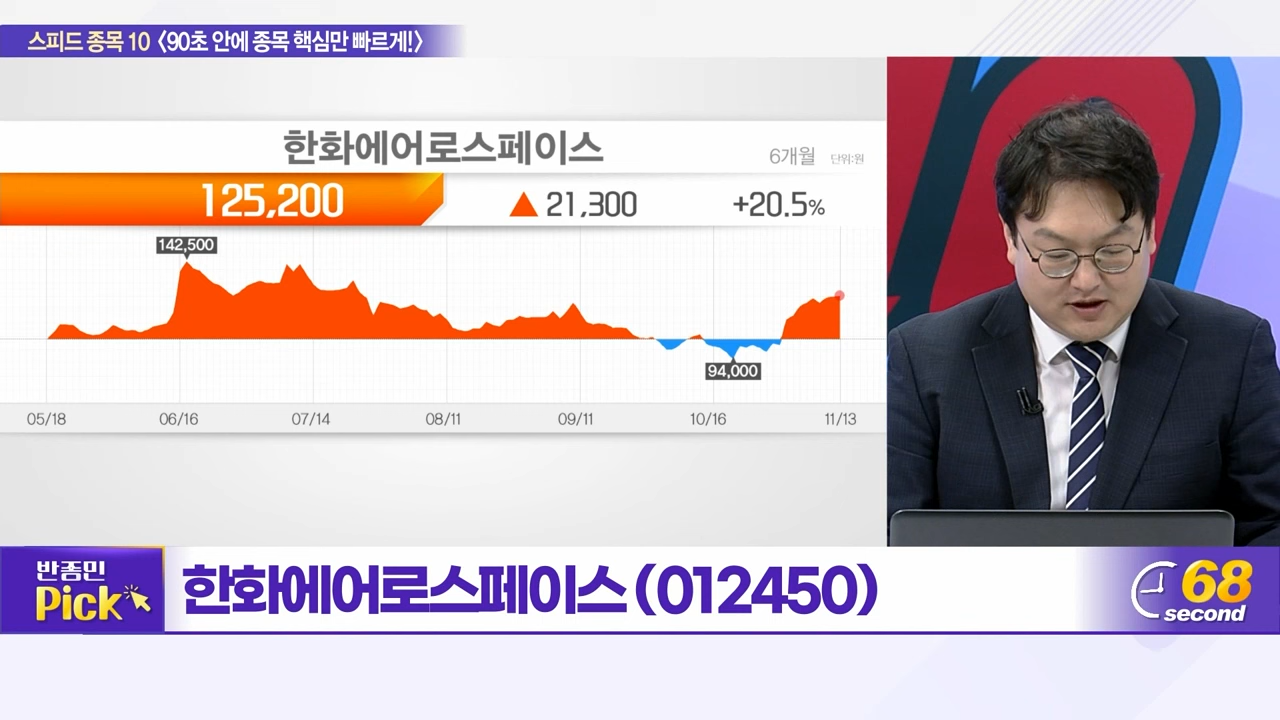 스피드 종목 10 <90초 안에 종목 핵심만 빠르게!>
한화에어로스페이스
6개월 단위:원
125,200 ▲ 21,300 +20.5%
142,500
94,000
05/18 06/16 07/14 08/11 09/11 10/16 11/13
반종민
Pick
한화에어로스페이스 (012450)
68
second